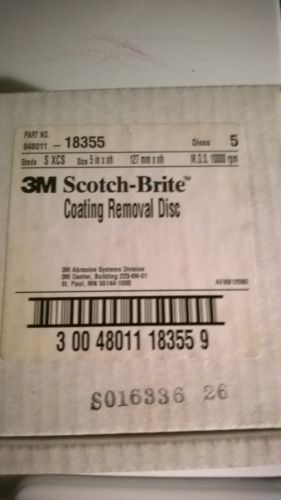 PART NO.
048011 - 18355 Discs 5
Grade S XCS Size 5 in x nh 127 mm x nh M.O.S. 10000 rpm
3M Scotch-Brite™
Coating Removal Disc
3M Abrasive Systems Division
3M Center, Building 223-6N-01
St. Paul, MN 55144-1000
3 00 48011 18355 9
S016336 26